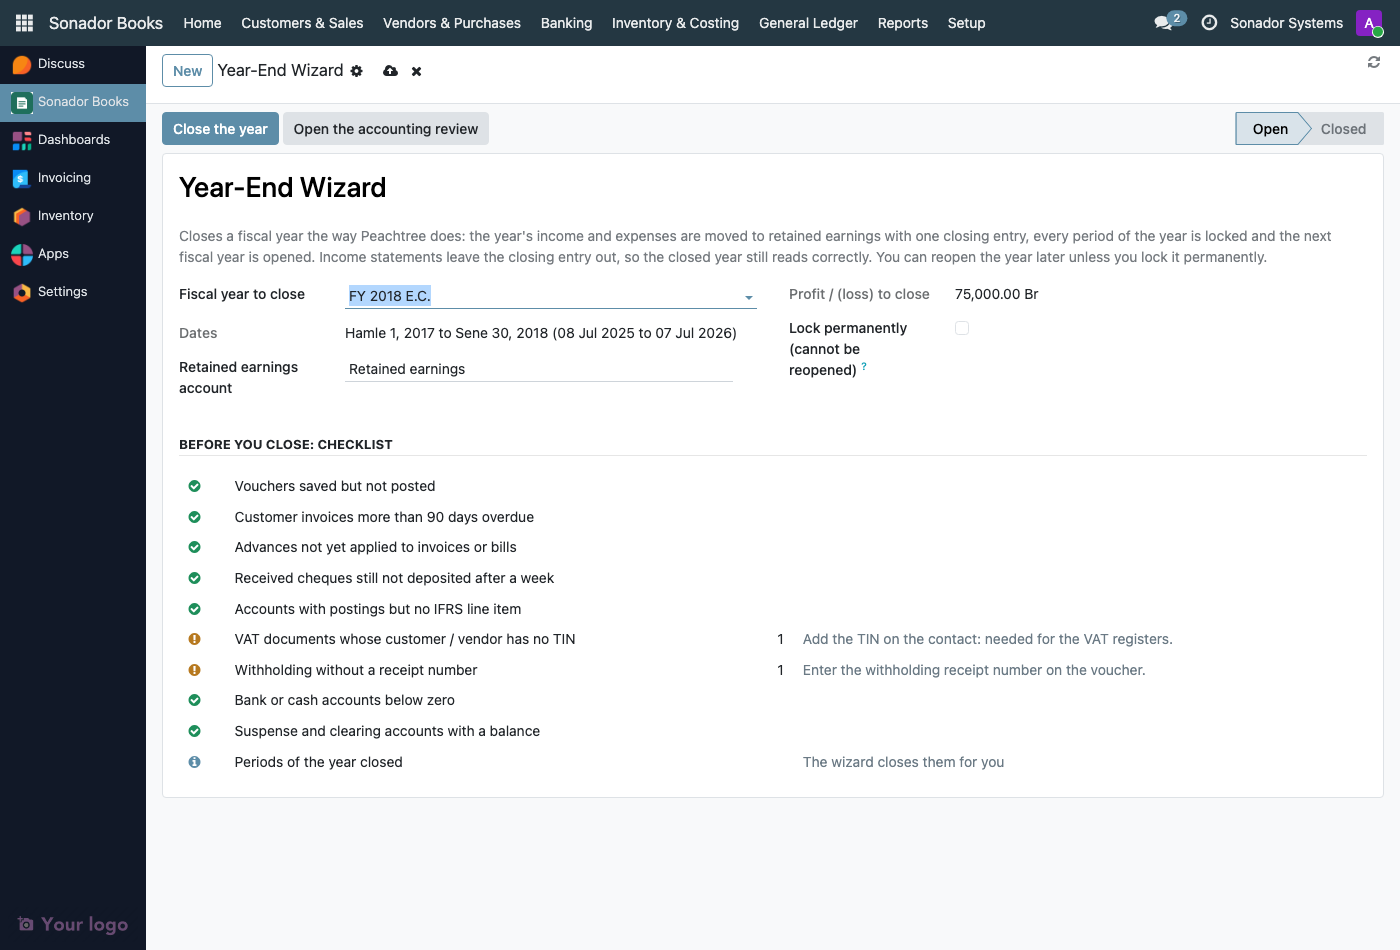 Sonador Books Home Customers & Sales Vendors & Purchases Banking Inventory & Costing General Ledger Reports Setup 2 Sonador Systems A
Discuss
Sonador Books
Dashboards
Invoicing
Inventory
Apps
Settings
Your logo
New Year-End Wizard
Close the year Open the accounting review Open Closed
Year-End Wizard
Closes a fiscal year the way Peachtree does: the year's income and expenses are moved to retained earnings with one closing entry, every period of the year is locked and the next
fiscal year is opened. Income statements leave the closing entry out, so the closed year still reads correctly. You can reopen the year later unless you lock it permanently.
Fiscal year to close FY 2018 E.C.
Dates Hamle 1, 2017 to Sene 30, 2018 (08 Jul 2025 to 07 Jul 2026)
Retained earnings account Retained earnings
Profit / (loss) to close 75,000.00 Br
Lock permanently
(cannot be
reopened) ?
BEFORE YOU CLOSE: CHECKLIST
Vouchers saved but not posted
Customer invoices more than 90 days overdue
Advances not yet applied to invoices or bills
Received cheques still not deposited after a week
Accounts with postings but no IFRS line item
VAT documents whose customer / vendor has no TIN 1 Add the TIN on the contact: needed for the VAT registers.
Withholding without a receipt number 1 Enter the withholding receipt number on the voucher.
Bank or cash accounts below zero
Suspense and clearing accounts with a balance
Periods of the year closed The wizard closes them for you